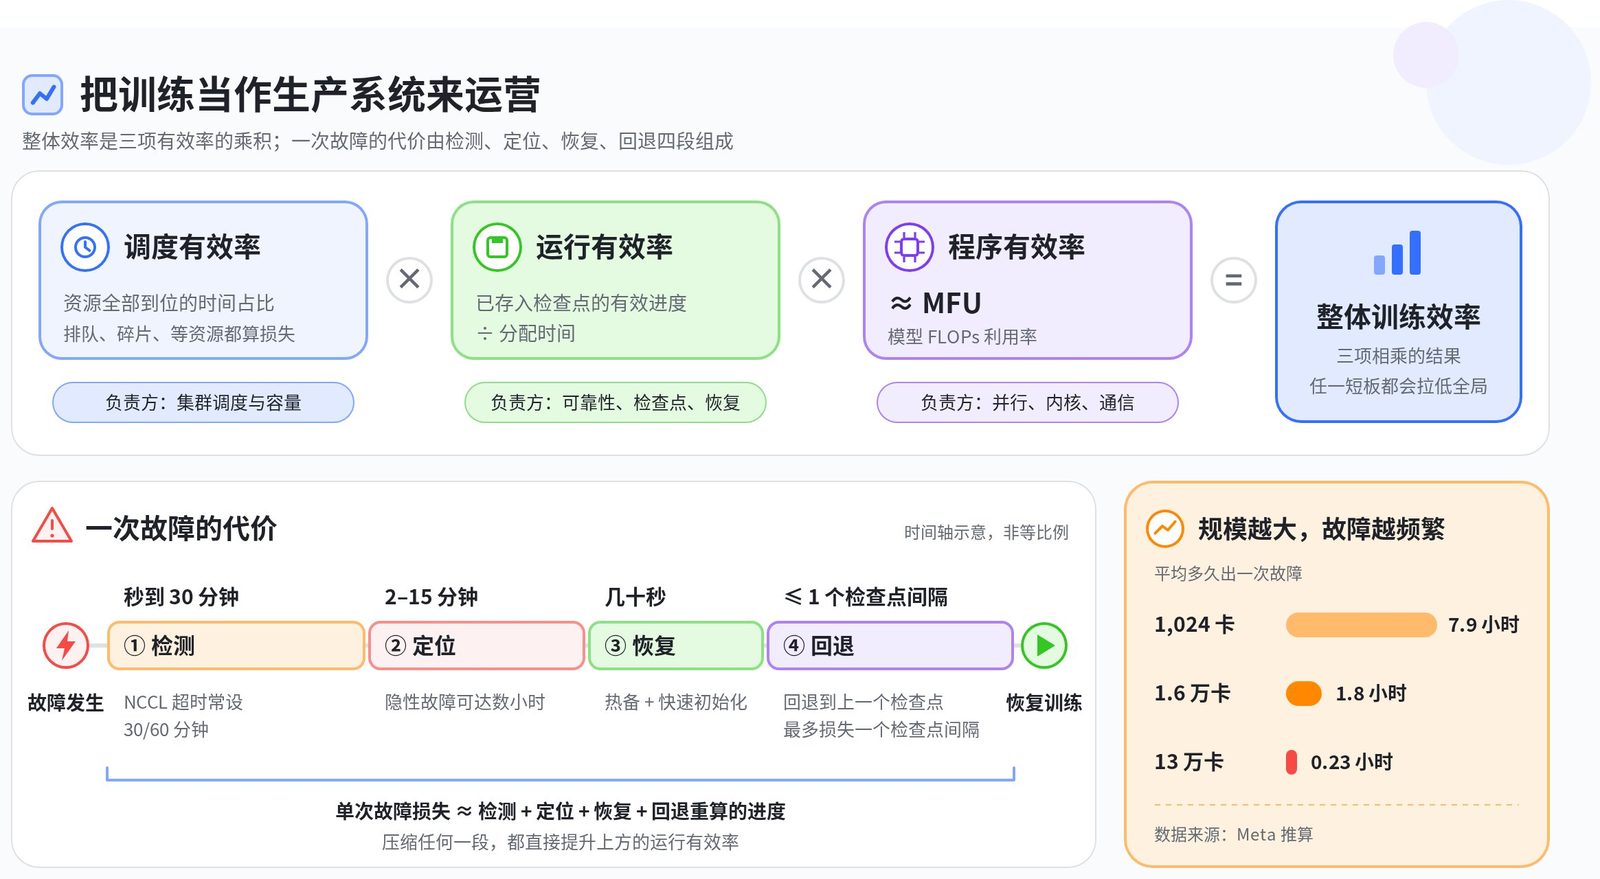 把训练当作生产系统来运营
整体效率是三项有效率的乘积；一次故障的代价由检测、定位、恢复、回退四段组成
调度有效率
资源全部到位的时间占比
排队、碎片、等资源都算损失
负责方：集群调度与容量
×
运行有效率
已存入检查点的有效进度
÷ 分配时间
负责方：可靠性、检查点、恢复
×
程序有效率
≈ MFU
模型 FLOPs 利用率
负责方：并行、内核、通信
=
整体训练效率
三项相乘的结果
任一短板都会拉低全局
一次故障的代价
时间轴示意，非等比例
故障发生
秒到 30 分钟
① 检测
NCCL 超时常设
30/60 分钟
2–15 分钟
② 定位
隐性故障可达数小时
几十秒
③ 恢复
热备 + 快速初始化
≤ 1 个检查点间隔
④ 回退
回退到上一个检查点
最多损失一个检查点间隔
恢复训练
单次故障损失 ≈ 检测 + 定位 + 恢复 + 回退重算的进度
压缩任何一段，都直接提升上方的运行有效率
规模越大，故障越频繁
平均多久出一次故障
1,024 卡 7.9 小时
1.6 万卡 1.8 小时
13 万卡 0.23 小时
数据来源：Meta 推算